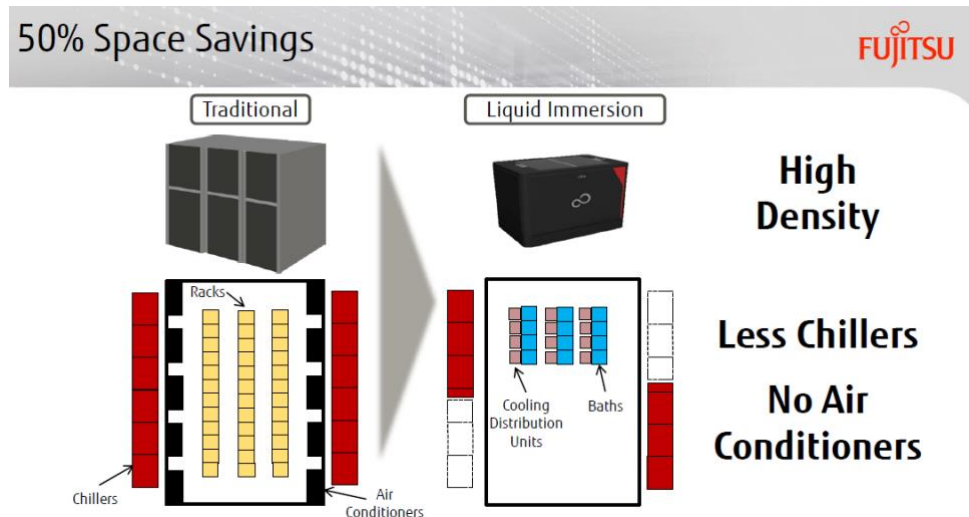 50% Space Savings
FUJITSU
Traditional
Liquid Immersion
High
Density
Racks
Less Chillers
Cooling
Distribution
Units
Baths
No Air
Conditioners
Chillers
Air
Conditioners